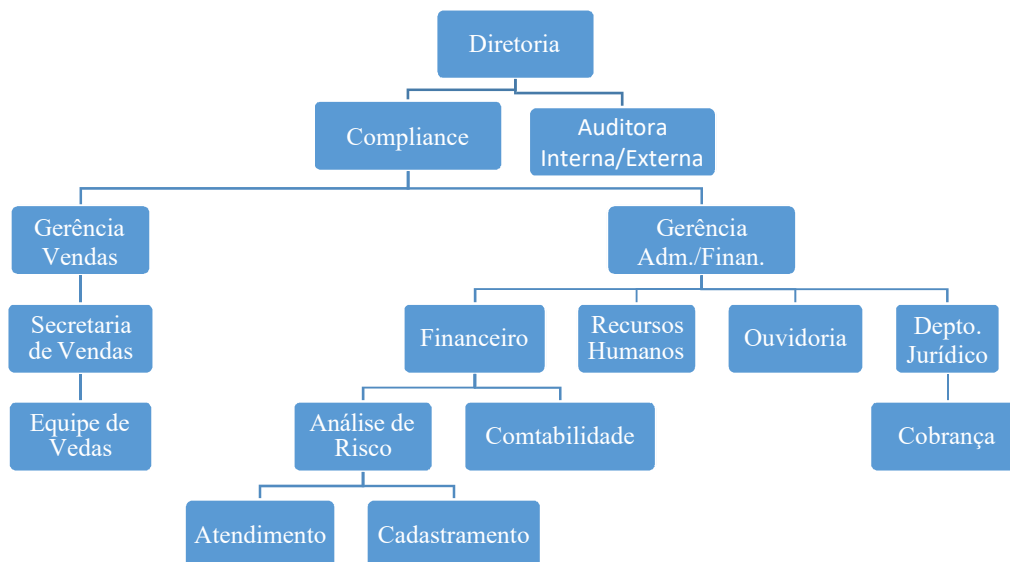 Diretoria
Compliance
Auditora
Interna/Externa
Gerência
Vendas
Gerência
Adm./Finan.
Secretaria
de Vendas
Financeiro
Recursos
Humanos
Ouvidoria
Depto.
Jurídico
Equipe de
Vedas
Análise de
Risco
Comtabilidade
Cobrança
Atendimento
Cadastramento